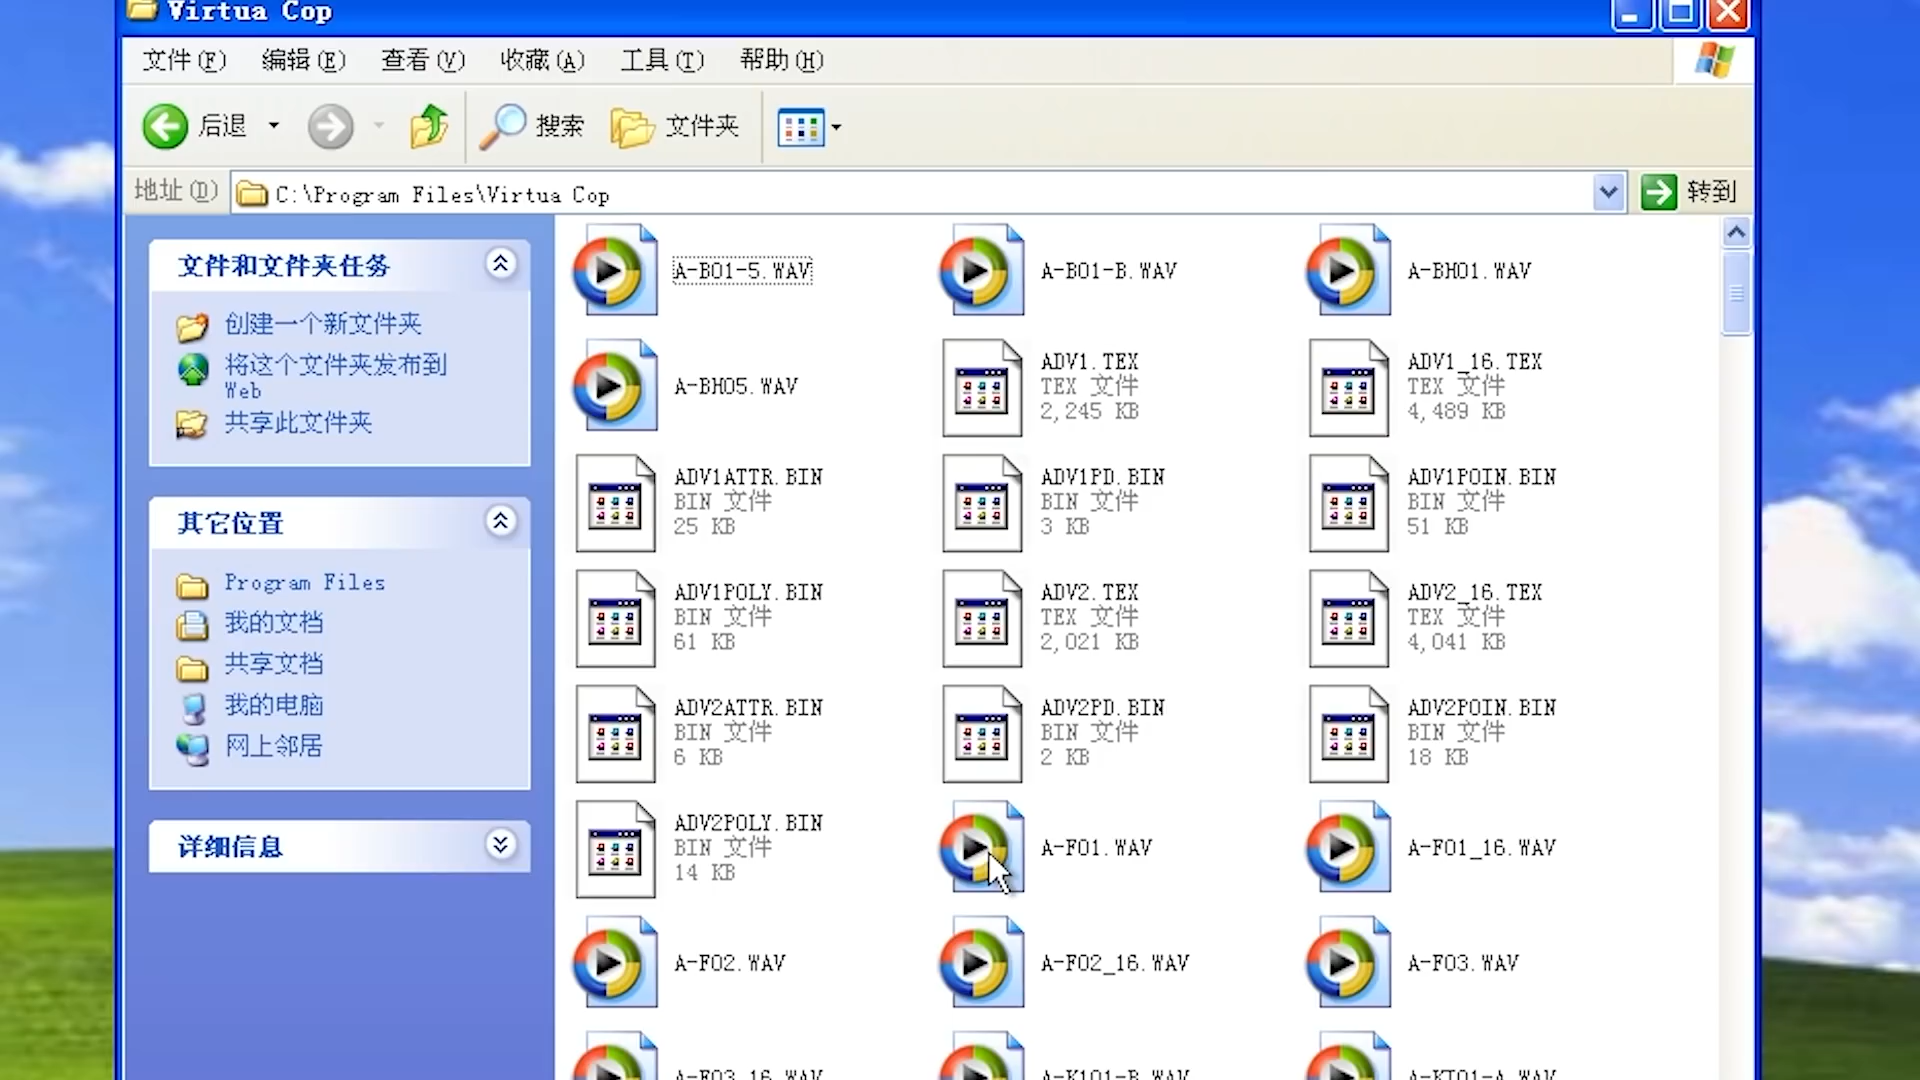 Virtua Cop
文件(F) 编辑(E) 查看(V) 收藏(A) 工具(T) 帮助(H)
后退 搜索 文件夹
地址(D) C:\Program Files\Virtua Cop 转到
文件和文件夹任务
创建一个新文件夹
将这个文件夹发布到
Web
共享此文件夹
其它位置
Program Files
我的文档
共享文档
我的电脑
网上邻居
详细信息
A-B01-5.WAV
A-B01-B.WAV
A-BH01.WAV
A-BH05.WAV
ADV1.TEX
TEX 文件
2,245 KB
ADV1_16.TEX
TEX 文件
4,489 KB
ADV1ATTR.BIN
BIN 文件
25 KB
ADV1PD.BIN
BIN 文件
3 KB
ADV1POIN.BIN
BIN 文件
51 KB
ADV1POLY.BIN
BIN 文件
61 KB
ADV2.TEX
TEX 文件
2,021 KB
ADV2_16.TEX
TEX 文件
4,041 KB
ADV2ATTR.BIN
BIN 文件
6 KB
ADV2PD.BIN
BIN 文件
2 KB
ADV2POIN.BIN
BIN 文件
18 KB
ADV2POLY.BIN
BIN 文件
14 KB
A-F01.WAV
A-F01_16.WAV
A-F02.WAV
A-F02_16.WAV
A-F03.WAV
A-F03_16.WAV
A-K101-B.WAV
A-KT01-A.WAV